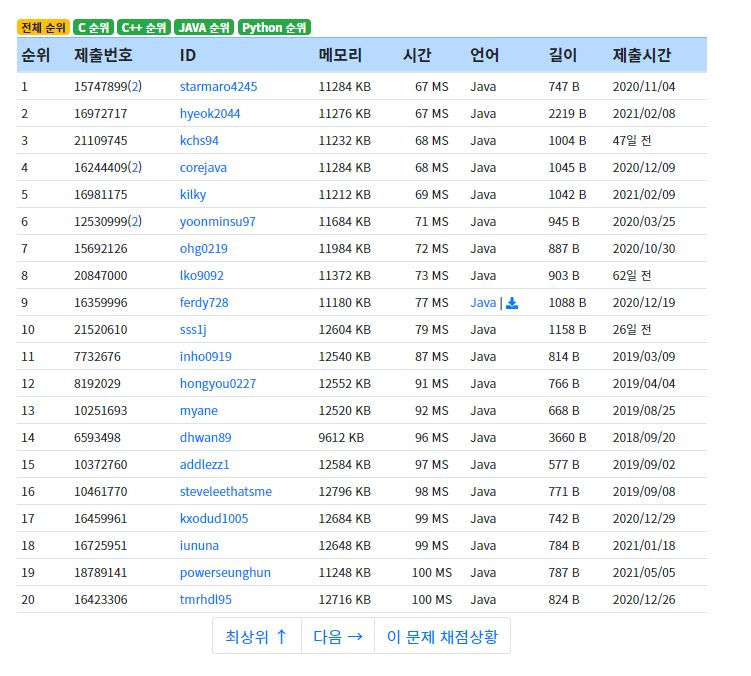 전체 순위 C 순위 C++ 순위 JAVA 순위 Python 순위
순위 제출번호 ID 메모리 시간 언어 길이 제출시간
1 15747899(2) starmaro4245 11284 KB 67 MS Java 747 B 2020/11/04
2 16972717 hyeok2044 11276 KB 67 MS Java 2219 B 2021/02/08
3 21109745 kchs94 11232 KB 68 MS Java 1004 B 47일 전
4 16244409(2) corejava 11284 KB 68 MS Java 1045 B 2020/12/09
5 16981175 kilky 11212 KB 69 MS Java 1042 B 2021/02/09
6 12530999(2) yoonminsu97 11684 KB 71 MS Java 945 B 2020/03/25
7 15692126 ohg0219 11984 KB 72 MS Java 887 B 2020/10/30
8 20847000 lko9092 11372 KB 73 MS Java 903 B 62일 전
9 16359996 ferdy728 11180 KB 77 MS Java | 1088 B 2020/12/19
10 21520610 sss1j 12604 KB 79 MS Java 1158 B 26일 전
11 7732676 inho0919 12540 KB 87 MS Java 814 B 2019/03/09
12 8192029 hongyou0227 12552 KB 91 MS Java 766 B 2019/04/04
13 10251693 myane 12520 KB 92 MS Java 668 B 2019/08/25
14 6593498 dhwan89 9612 KB 96 MS Java 3660 B 2018/09/20
15 10372760 addlezz1 12584 KB 97 MS Java 577 B 2019/09/02
16 10461770 steveleethatsme 12796 KB 98 MS Java 771 B 2019/09/08
17 16459961 kxodud1005 12684 KB 99 MS Java 742 B 2020/12/29
18 16725951 iununa 12648 KB 99 MS Java 784 B 2021/01/18
19 18789141 powerseunghun 11248 KB 100 MS Java 787 B 2021/05/05
20 16423306 tmrhdl95 12716 KB 100 MS Java 824 B 2020/12/26
최상위 ↑ 다음 → 이 문제 채점상황